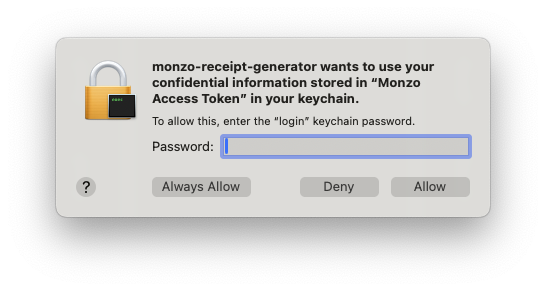 monzo-receipt-generator wants to use your
confidential information stored in “Monzo
Access Token” in your keychain.
To allow this, enter the “login” keychain password.
Password:
?
Always Allow
Deny
Allow